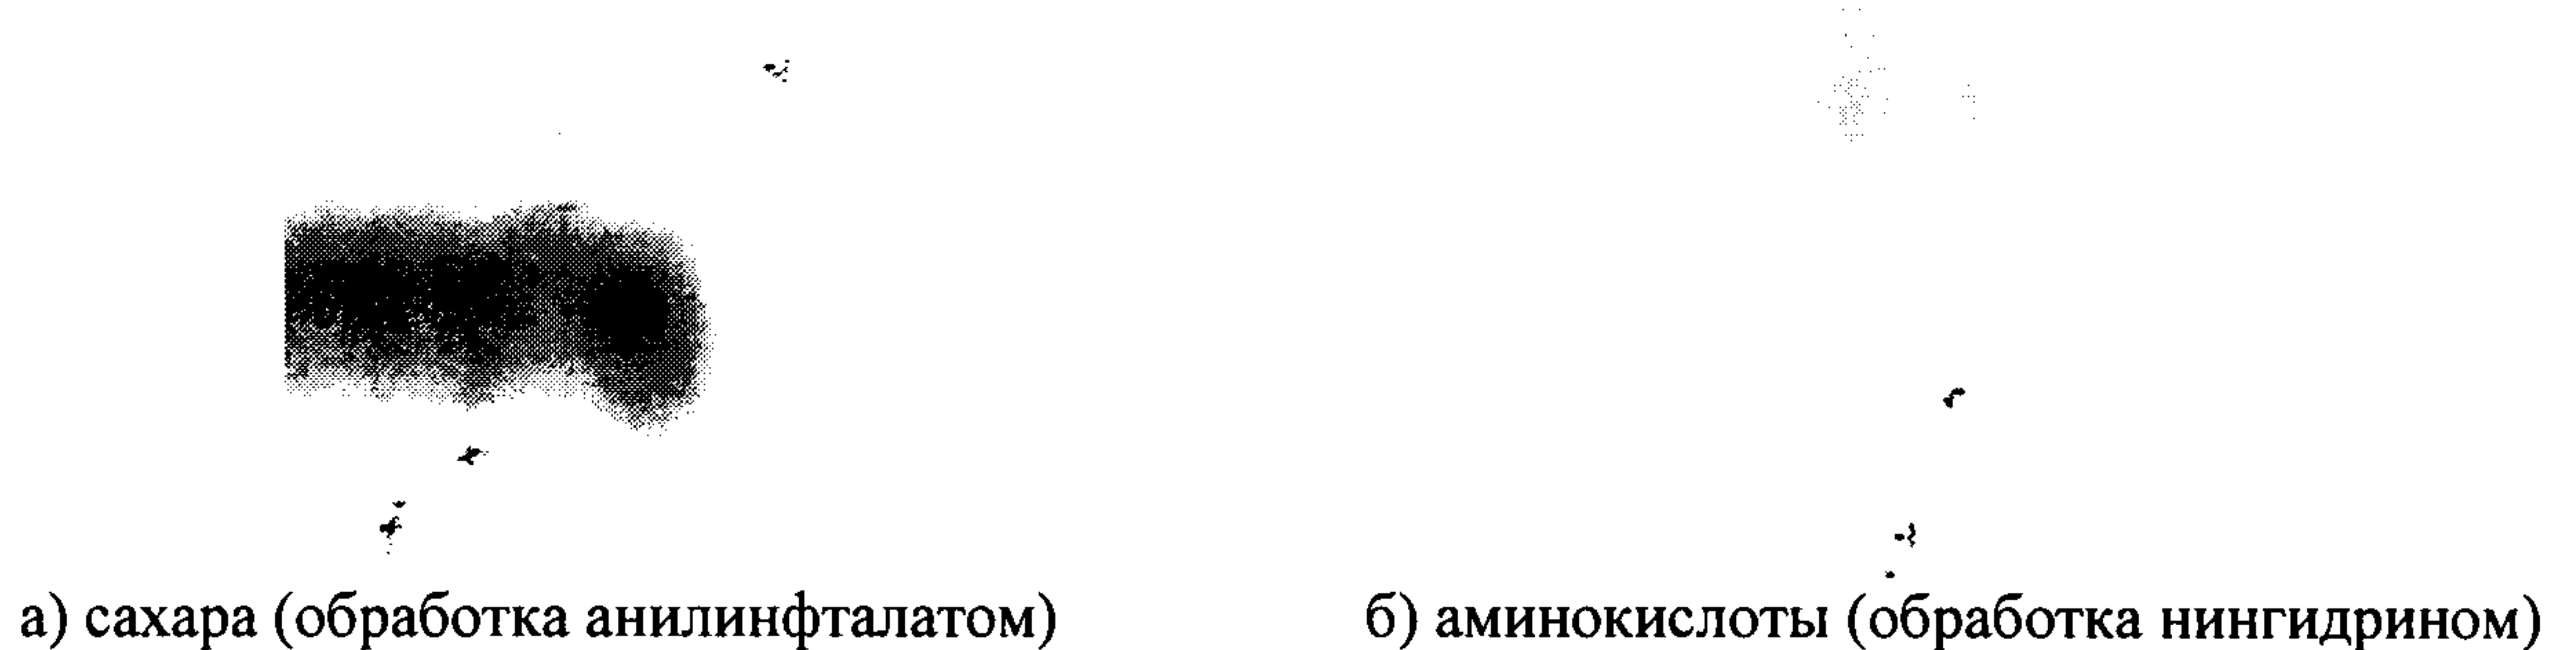 а) сахара (обработка анилинфталатом)
б) аминокислоты (обработка нингидрином)